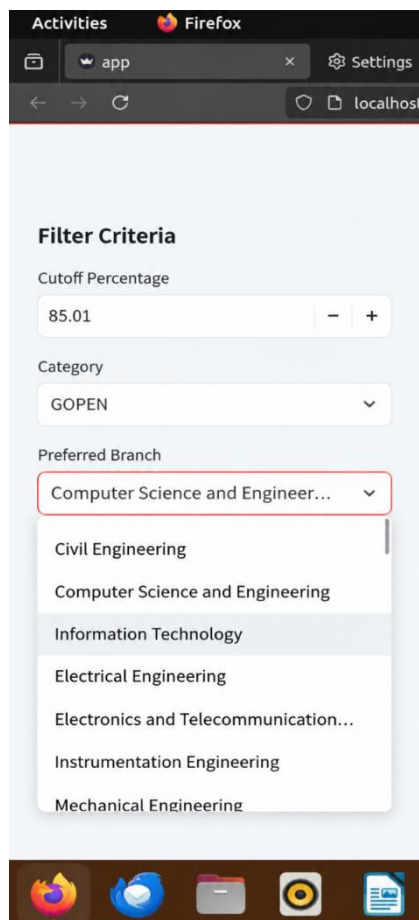 Activities Firefox
app × Settings
localhost
Filter Criteria
Cutoff Percentage
85.01 − +
Category
GOPEN
Preferred Branch
Computer Science and Engineer...
Civil Engineering
Computer Science and Engineering
Information Technology
Electrical Engineering
Electronics and Telecommunication...
Instrumentation Engineering
Mechanical Engineering